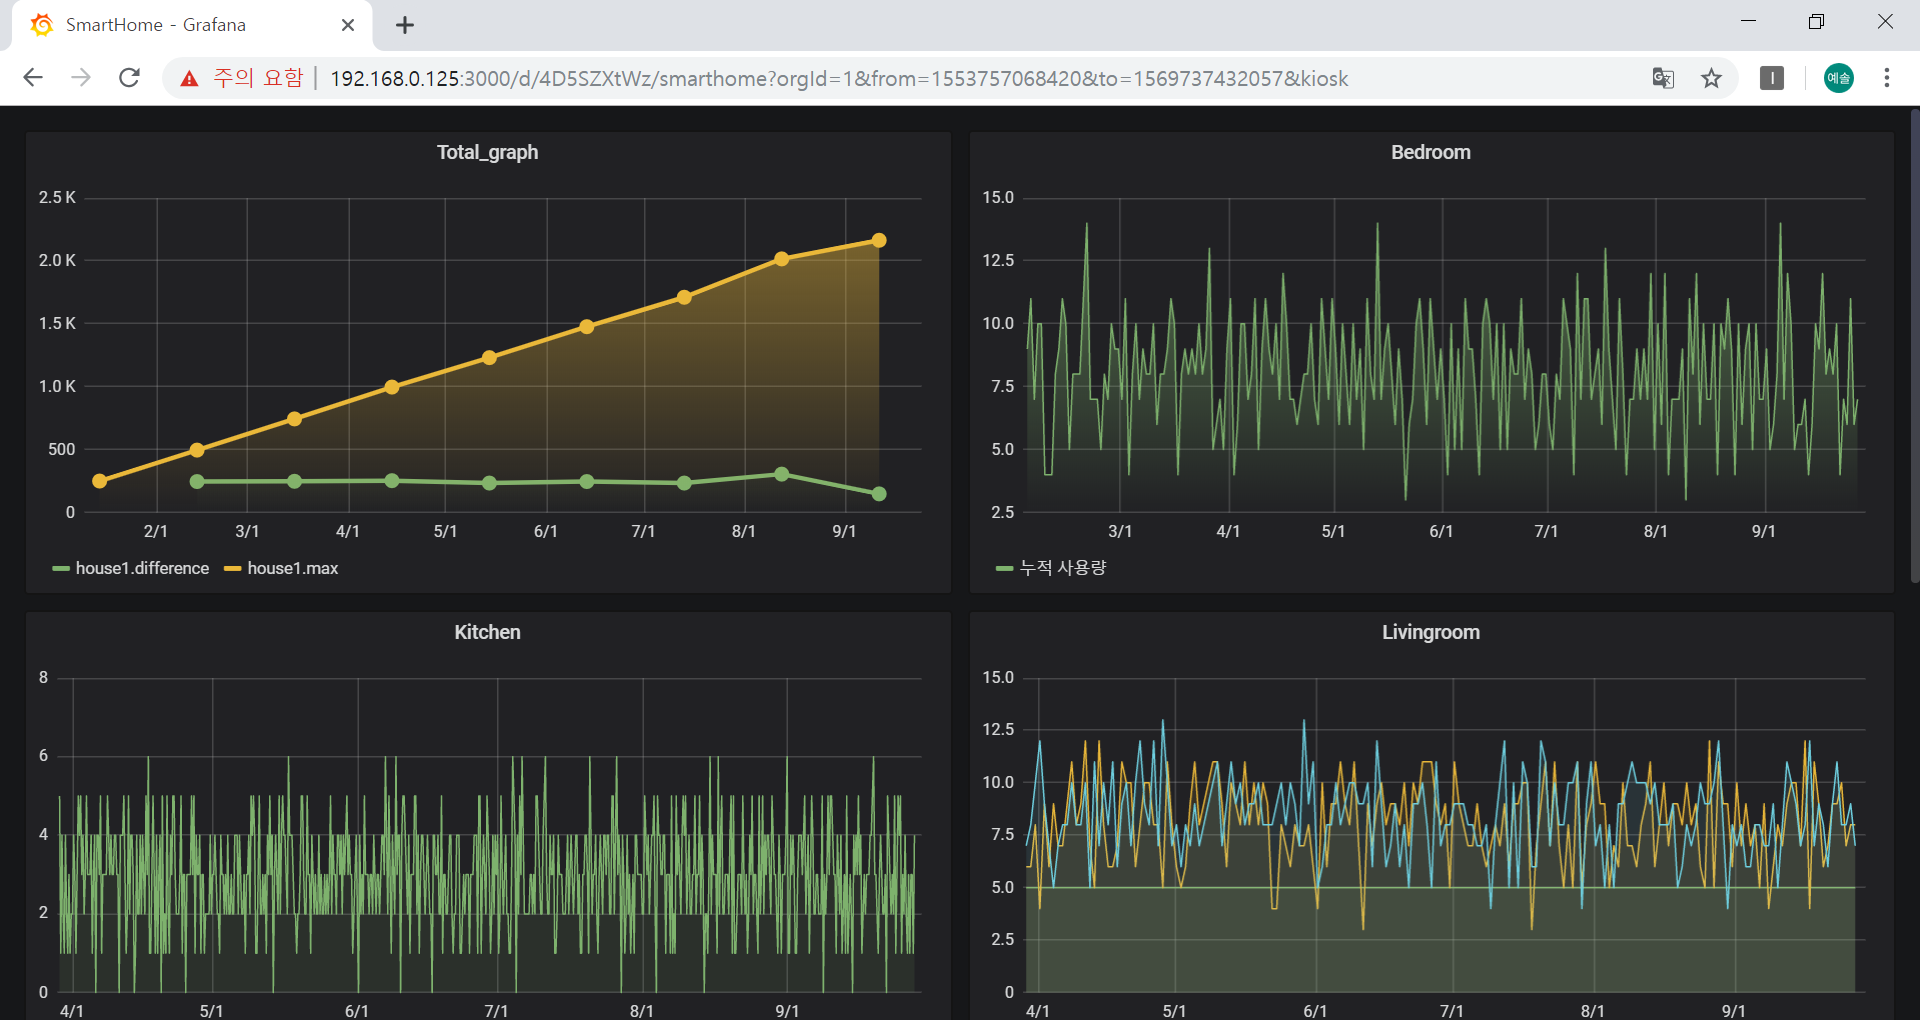 SmartHome - Grafana
주의 요함 | 192.168.0.125:3000/d/4D5SZXtWz/smarthome?orgId=1&from=1553757068420&to=1569737432057&kiosk
I
예솔
Total_graph
2.5 K
2.0 K
1.5 K
1.0 K
500
0
2/1 3/1 4/1 5/1 6/1 7/1 8/1 9/1
house1.difference house1.max
Bedroom
15.0
12.5
10.0
7.5
5.0
2.5
3/1 4/1 5/1 6/1 7/1 8/1 9/1
누적 사용량
Kitchen
8
6
4
2
0
4/1 5/1 6/1 7/1 8/1 9/1
Livingroom
15.0
12.5
10.0
7.5
5.0
2.5
0
4/1 5/1 6/1 7/1 8/1 9/1